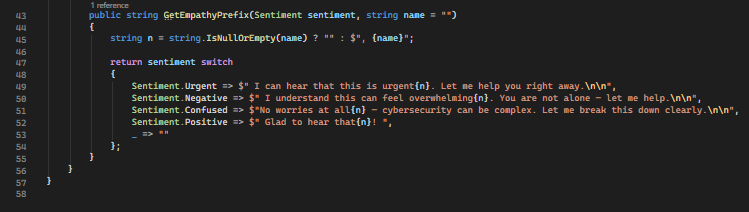 1 reference
43 public string GetEmpathyPrefix(Sentiment sentiment, string name = "")
44 {
45 string n = string.IsNullOrEmpty(name) ? "" : $", {name}";
46
47 return sentiment switch
48 {
49 Sentiment.Urgent => $" I can hear that this is urgent{n}. Let me help you right away.\n\n",
50 Sentiment.Negative => $" I understand this can feel overwhelming{n}. You are not alone — let me help.\n\n",
51 Sentiment.Confused => $"No worries at all{n} — cybersecurity can be complex. Let me break this down clearly.\n\n",
52 Sentiment.Positive => $" Glad to hear that{n}! ",
53 _ => ""
54 };
55 }
56 }
57 }
58